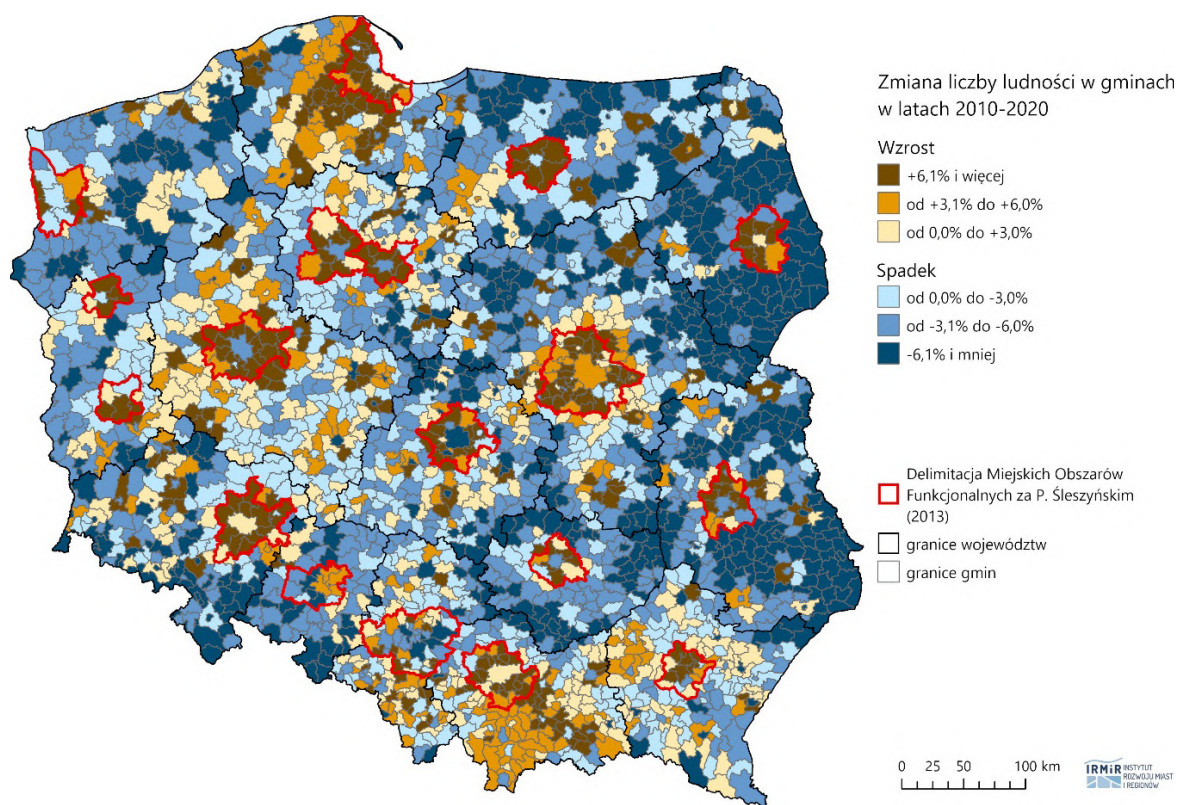 Zmiana liczby ludności w gminach
w latach 2010-2020
Wzrost
+6,1% i więcej
od +3,1% do +6,0%
od 0,0% do +3,0%
Spadek
od 0,0% do -3,0%
od -3,1% do -6,0%
-6,1% i mniej
Delimitacja Miejskich Obszarów
Funkcjonalnych za P. Śleszyńskim
(2013)
granice województw
granice gmin
0 25 50 100 km
IRMiR INSTYTUT
ROZWOJU MIAST
I REGIONÓW